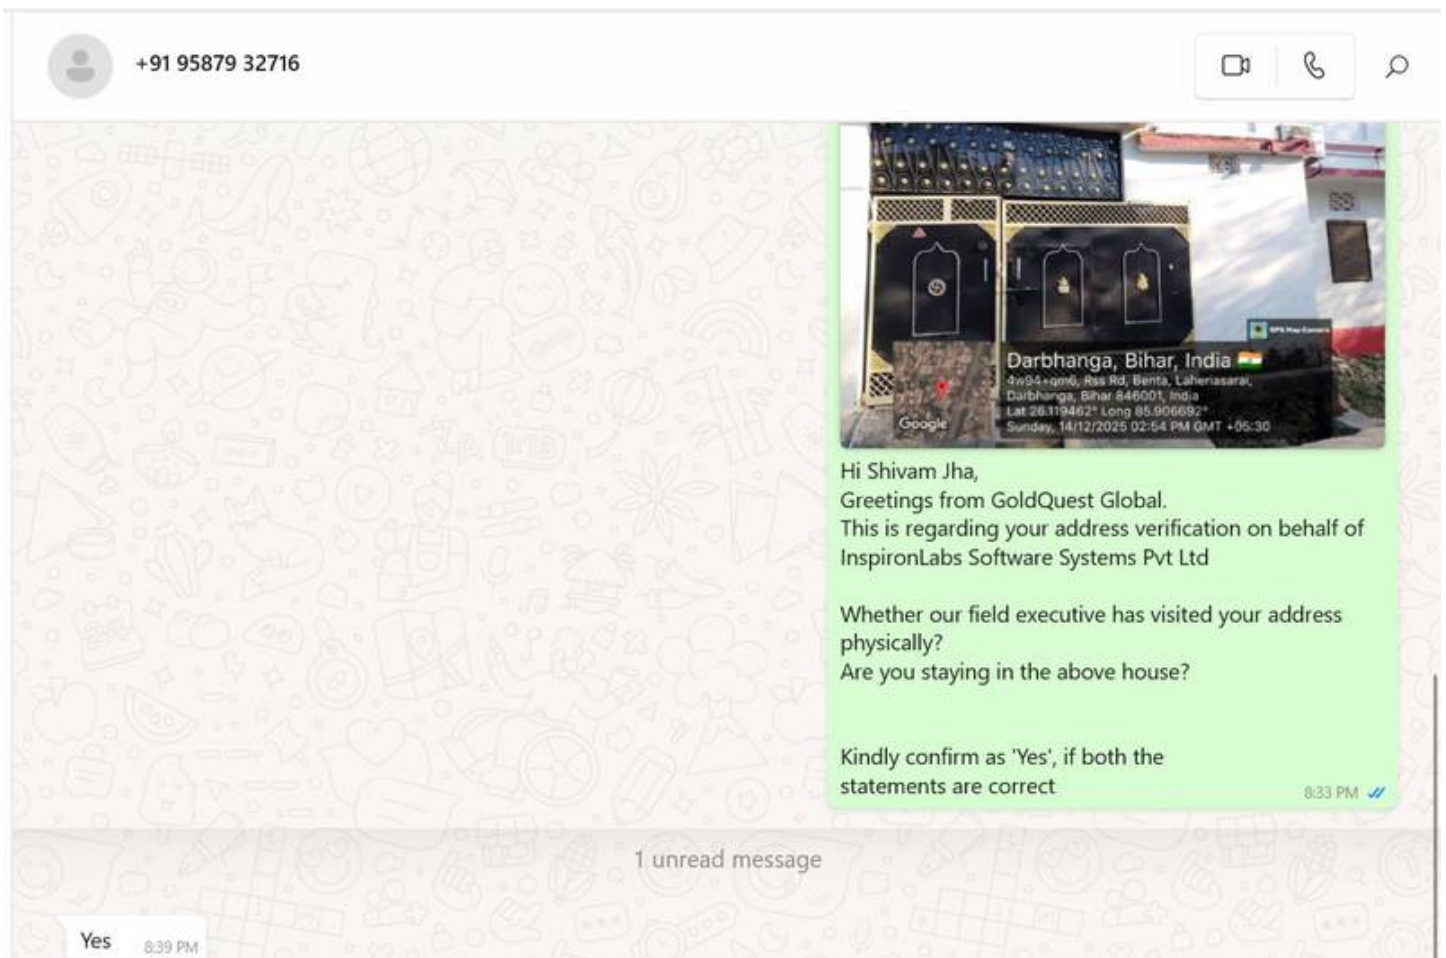 +91 95879 32716
GPS Map Camera
Darbhanga, Bihar, India
4w94+qm6, Rss Rd, Benta, Laheriasarai,
Darbhanga, Bihar 846001, India
Lat 26.119462° Long 85.906692°
Sunday, 14/12/2025 02:54 PM GMT +05:30
Google
Hi Shivam Jha,
Greetings from GoldQuest Global.
This is regarding your address verification on behalf of
InspironLabs Software Systems Pvt Ltd
Whether our field executive has visited your address
physically?
Are you staying in the above house?
Kindly confirm as 'Yes', if both the
statements are correct
8:33 PM
1 unread message
Yes 8:39 PM